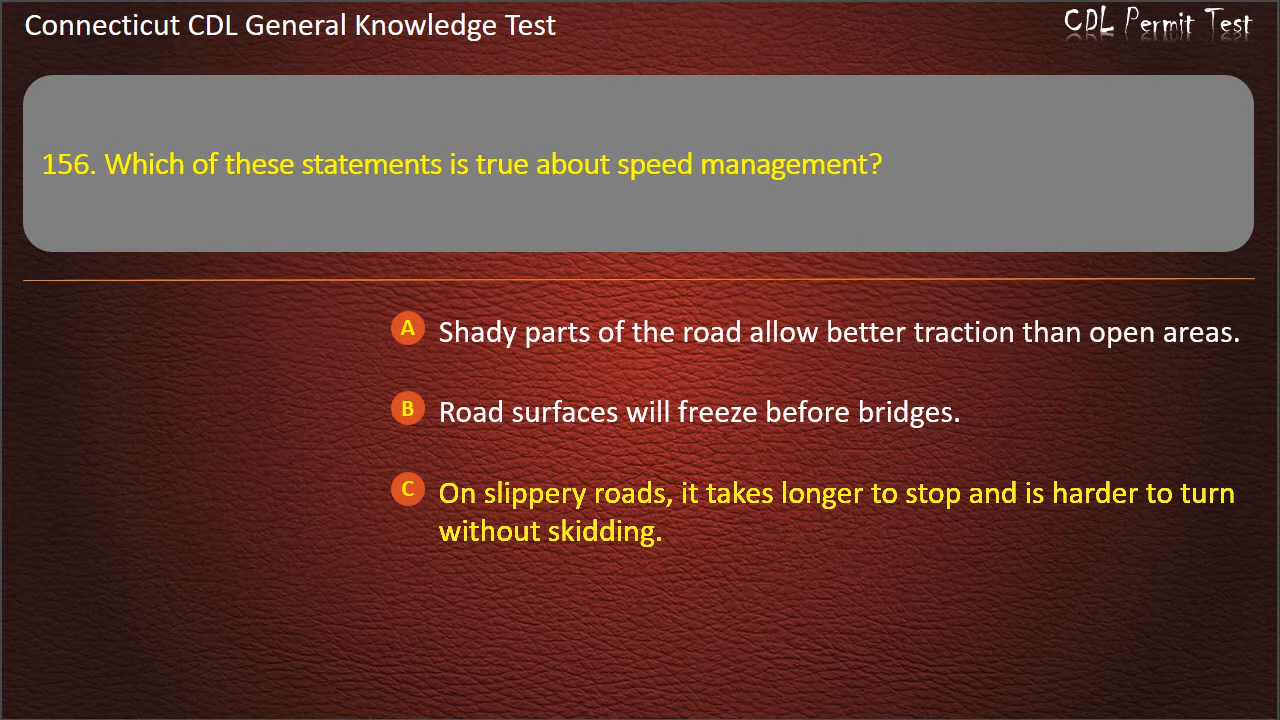 Connecticut CDL General Knowledge Test
CDL Permit Test
156. Which of these statements is true about speed management?
A Shady parts of the road allow better traction than open areas.
B Road surfaces will freeze before bridges.
C On slippery roads, it takes longer to stop and is harder to turn
without skidding.